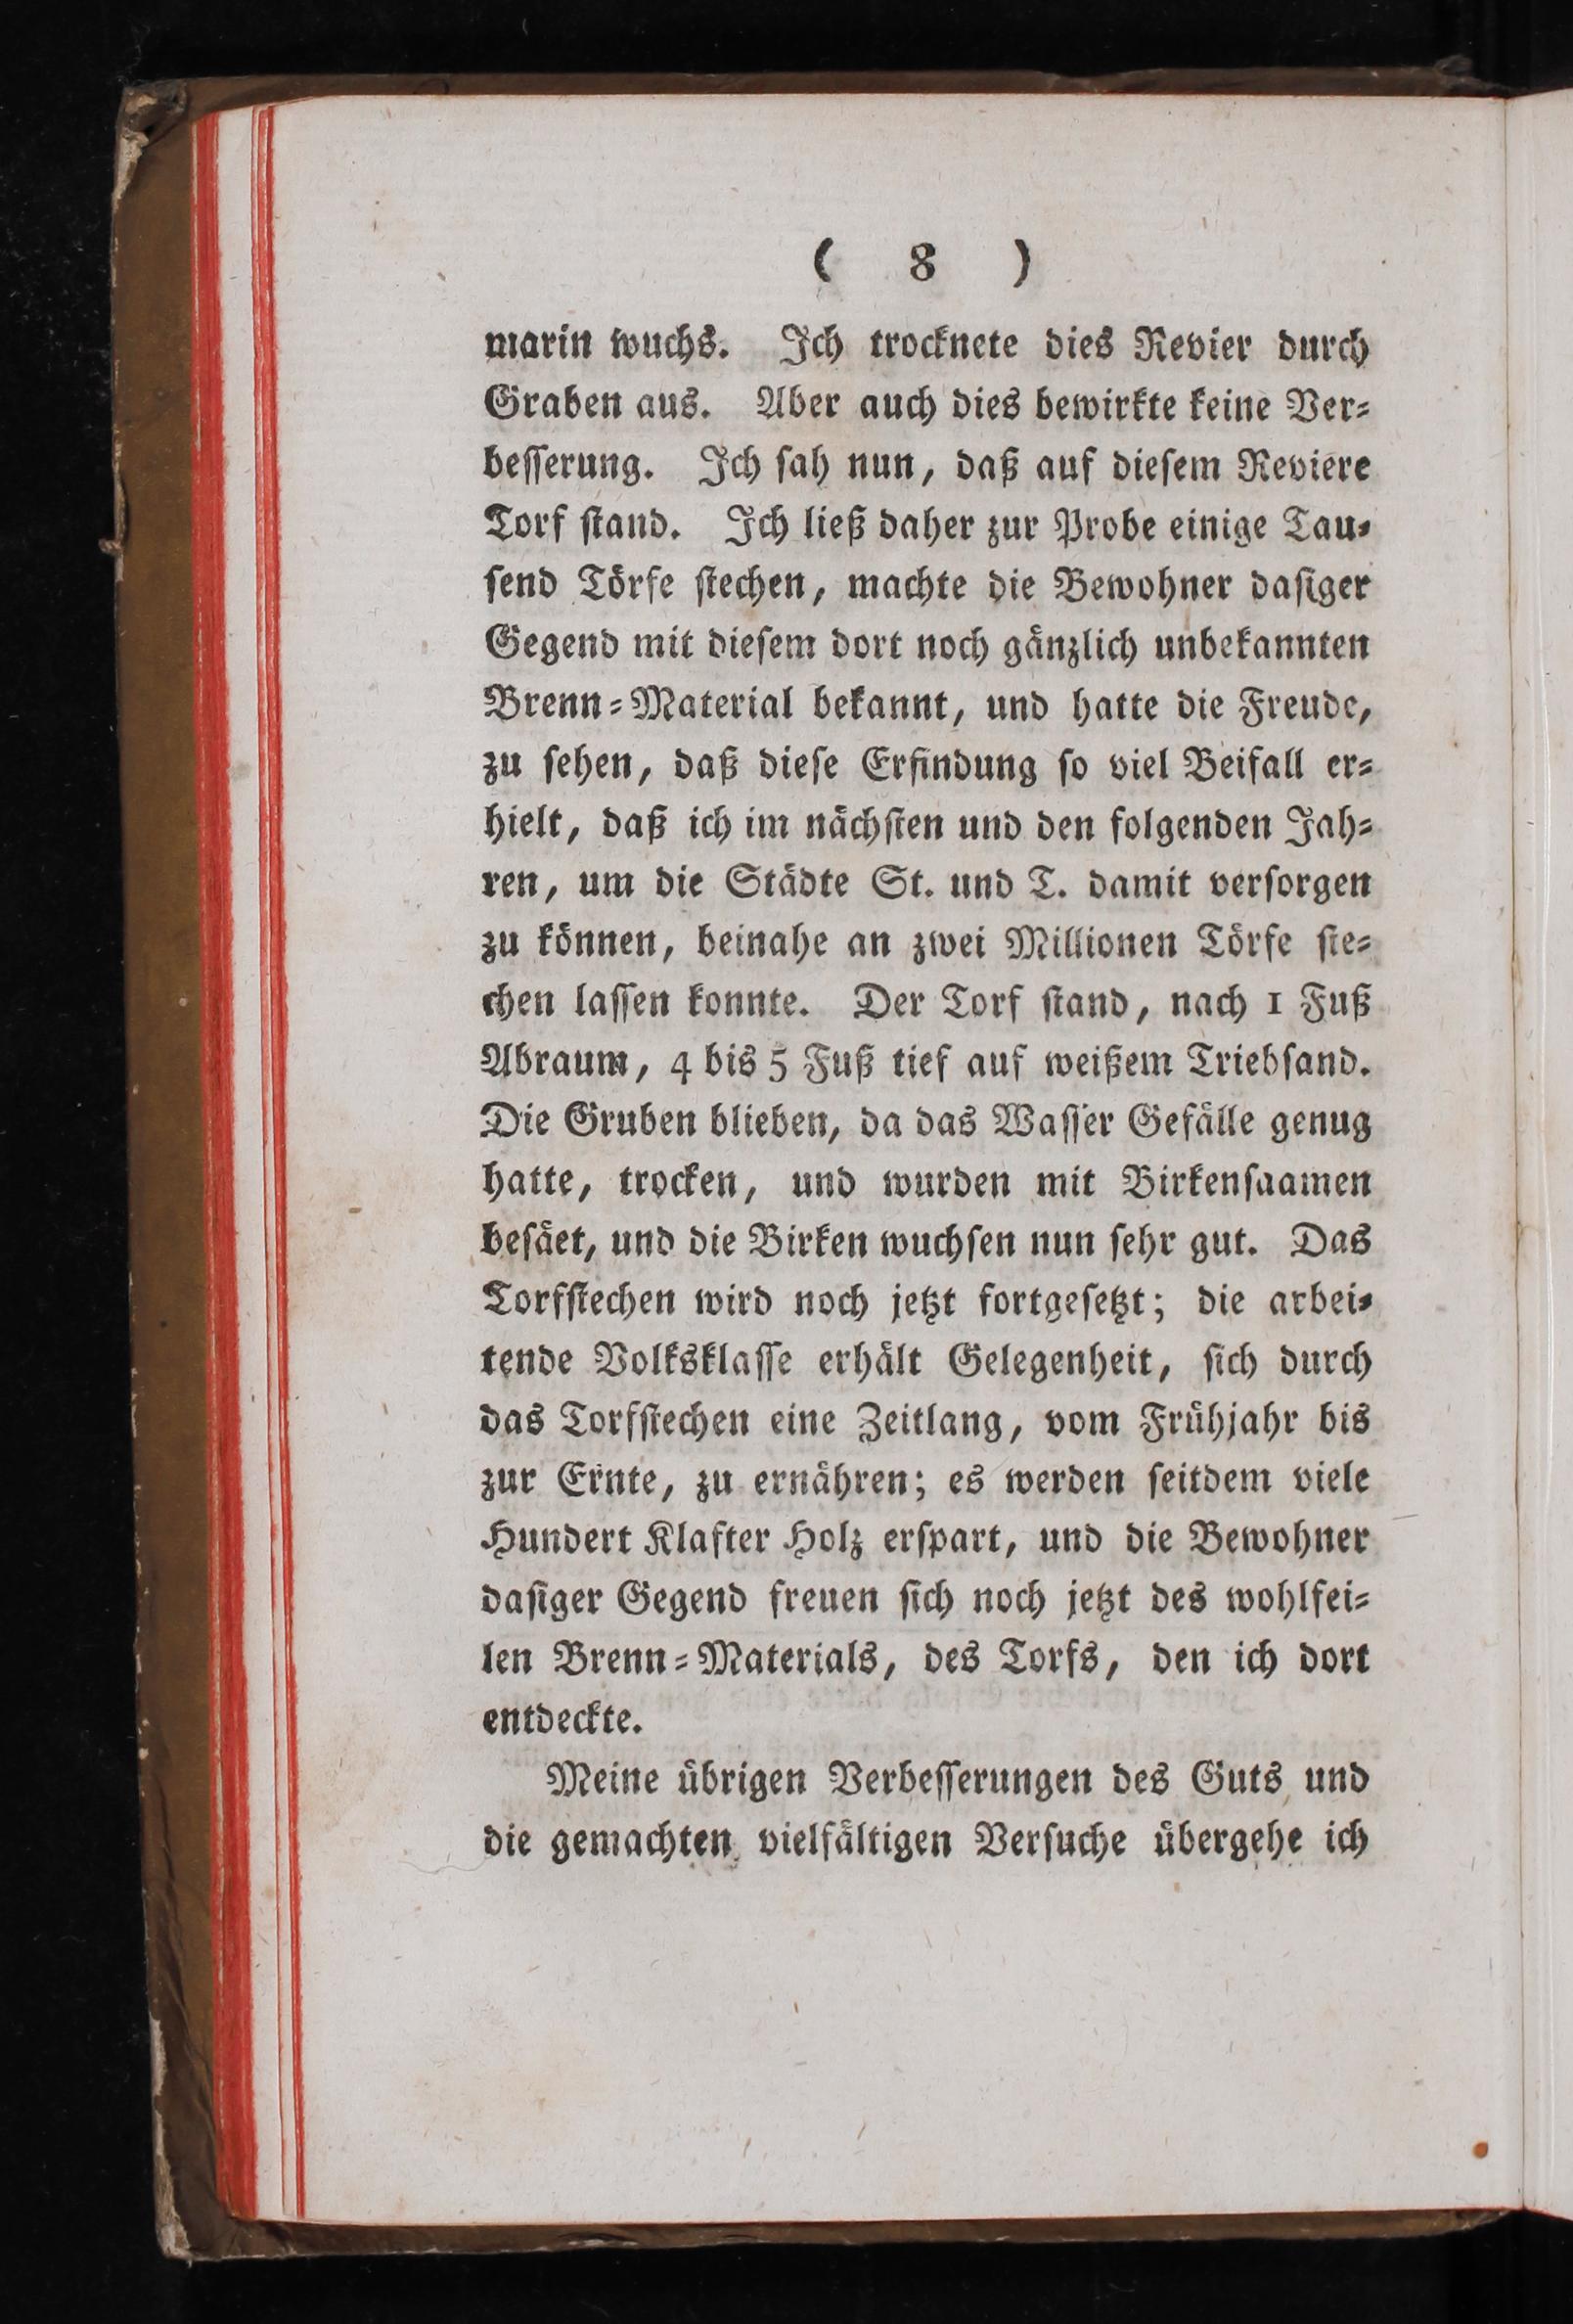 ( 8 )
marin wuchs. Ich trocknete dies Revier durch
Graben aus. Aber auch dies bewirkte keine Ver⸗
beſſerung. Ich ſah nun, daß auf dieſem Reviere
Torf ſtand. Ich ließ daher zur Probe einige Tau⸗
ſend Törfe ſtechen, machte die Bewohner daſiger
Gegend mit dieſem dort noch gänzlich unbekannten
Brenn⸗Material bekannt, und hatte die Freude,
zu ſehen, daß dieſe Erfindung ſo viel Beifall er⸗
hielt, daß ich im nächſten und den folgenden Jah⸗
ren, um die Städte St. und T. damit verſorgen
zu können, beinahe an zwei Millionen Törfe ſte⸗
chen laſſen konnte. Der Torf ſtand, nach 1 Fuß
Abraum, 4 bis 5 Fuß tief auf weißem Triebſand.
Die Gruben blieben, da das Waſſer Gefälle genug
hatte, trocken, und wurden mit Birkenſaamen
beſäet, und die Birken wuchſen nun ſehr gut. Das
Torfſtechen wird noch jetzt fortgeſetzt; die arbei⸗
tende Volksklaſſe erhält Gelegenheit, ſich durch
das Torfſtechen eine Zeitlang, vom Frühjahr bis
zur Ernte, zu ernähren; es werden ſeitdem viele
Hundert Klafter Holz erſpart, und die Bewohner
daſiger Gegend freuen ſich noch jetzt des wohlfei⸗
len Brenn⸗Materials, des Torfs, den ich dort
entdeckte.
Meine übrigen Verbeſſerungen des Guts und
die gemachten vielfältigen Verſuche übergehe ich